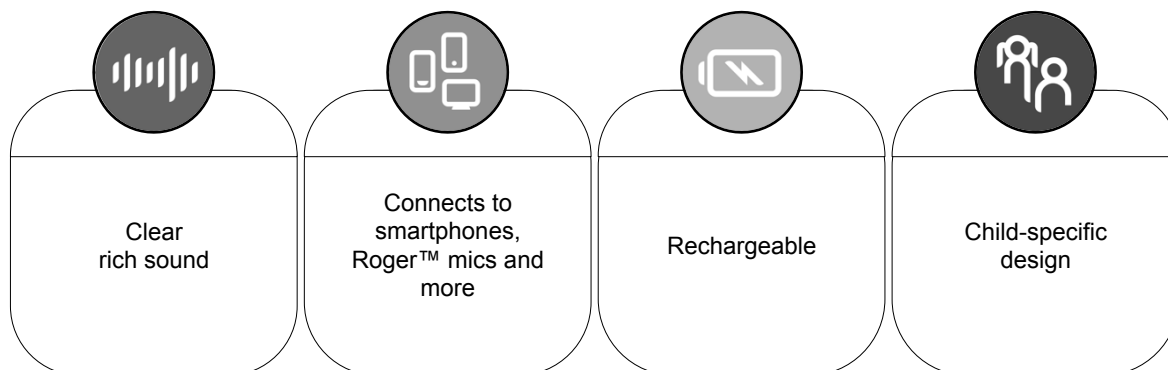 Clear
rich sound
Connects to
smartphones,
Roger™ mics and
more
Rechargeable
Child-specific
design